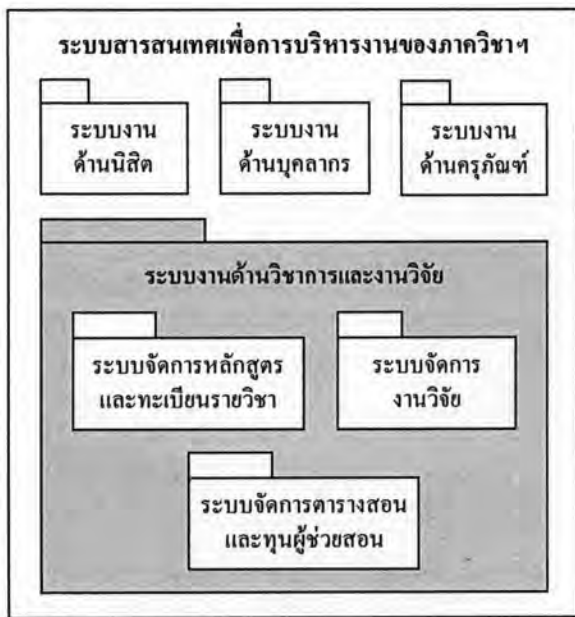 ระบบสารสนเทศเพื่อการบริหารงานของภาควิชาฯ
ระบบงาน
ด้านนิสิต
ระบบงาน
ด้านบุคลากร
ระบบงาน
ด้านครุภัณฑ์
ระบบงานด้านวิชาการและงานวิจัย
ระบบจัดการหลักสูตร
และทะเบียนรายวิชา
ระบบจัดการ
งานวิจัย
ระบบจัดการตารางสอน
และทุนผู้ช่วยสอน